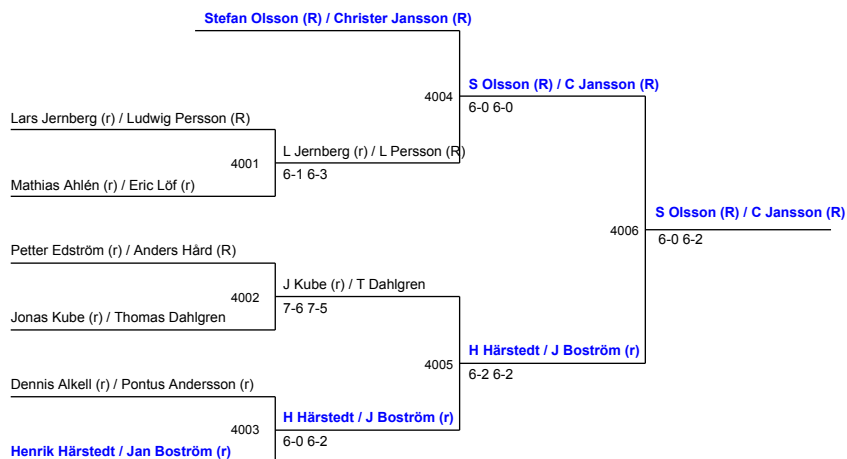 Stefan Olsson (R) / Christer Jansson (R)
S Olsson (R) / C Jansson (R)
4004
6-0 6-0
Lars Jernberg (r) / Ludwig Persson (R)
L Jernberg (r) / L Persson (R)
4001
6-1 6-3
Mathias Ahlén (r) / Eric Löf (r)
S Olsson (R) / C Jansson (R)
4006
6-0 6-2
Petter Edström (r) / Anders Hård (R)
J Kube (r) / T Dahlgren
4002
7-6 7-5
Jonas Kube (r) / Thomas Dahlgren
H Härstedt / J Boström (r)
4005
6-2 6-2
Dennis Alkell (r) / Pontus Andersson (r)
H Härstedt / J Boström (r)
4003
6-0 6-2
Henrik Härstedt / Jan Boström (r)